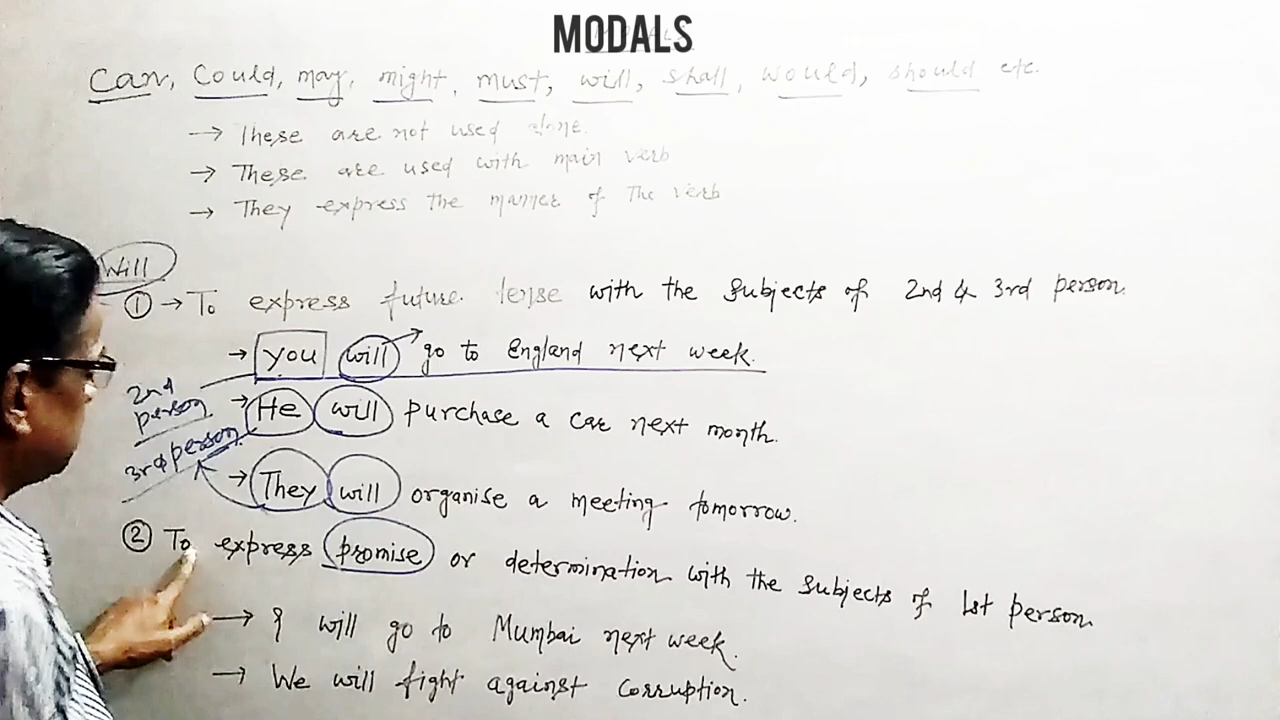 MODALS
Can, Could, may, might, must, will, shall, would, should etc.
→ These are not used alone.
→ These are used with main verb
→ They express the manner of the verb
Will
① → To express future tense with the subjects of 2nd & 3rd person.
→ you will go to England next week.
2nd person
→ He will purchase a car next month.
3rd person
→ They will organise a meeting tomorrow.
② To express promise or determination with the subjects of 1st person
→ I will go to Mumbai next week.
→ We will fight against corruption.